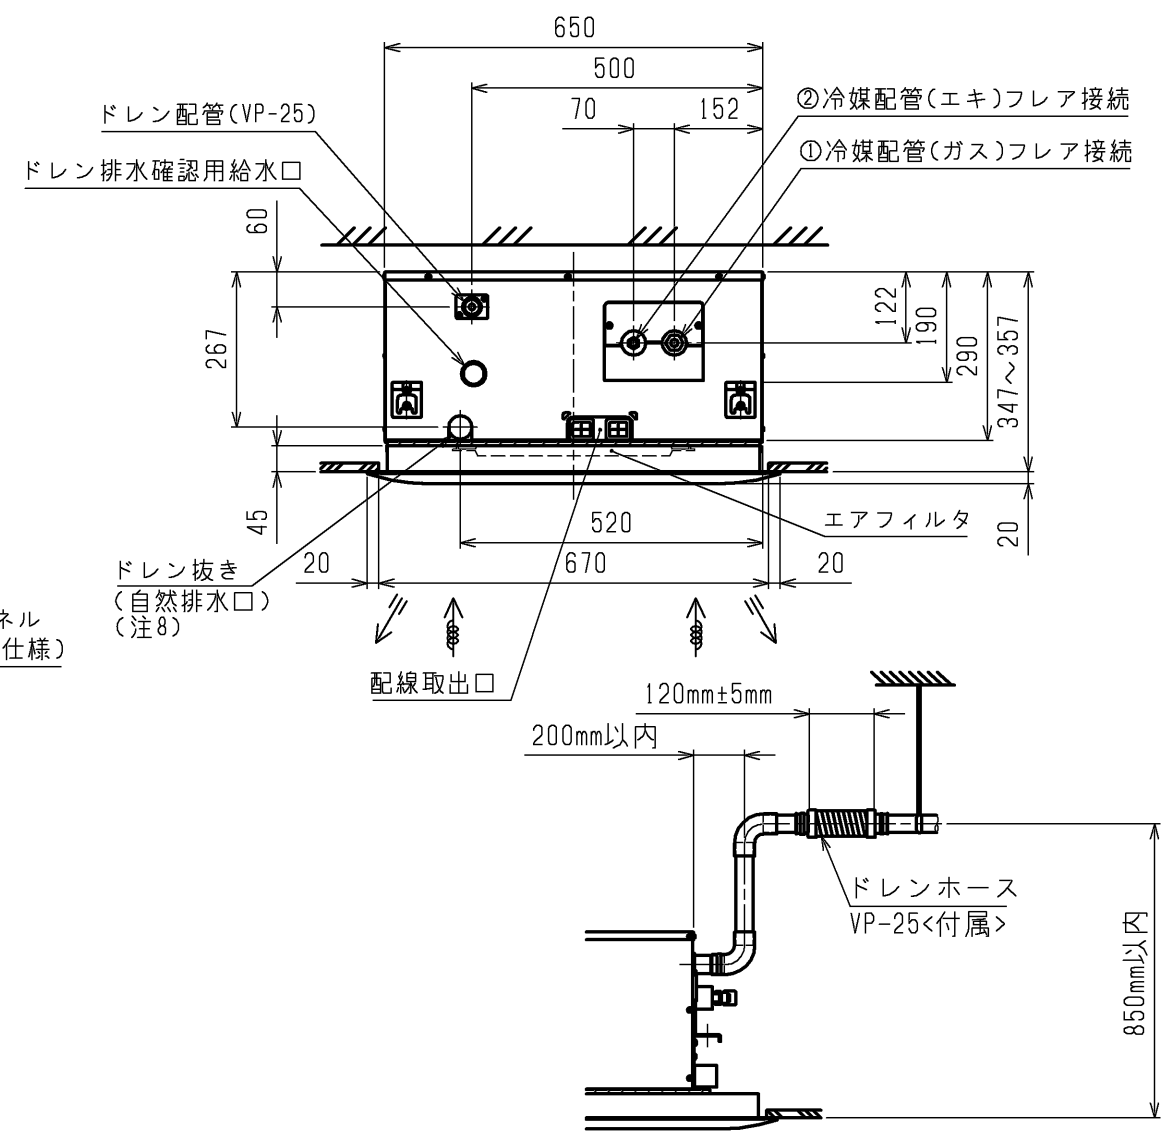 650
500
70
152
②冷媒配管(エキ)フレア接続
ドレン配管(VP-25)
①冷媒配管(ガス)フレア接続
ドレン排水確認用給水口
60
267
122
190
290
347～357
45
520
エアフィルタ
20
20
670
20
ドレン抜き
(自然排水口)
(注8)
ネル
仕様)
配線取出口
120mm±5mm
200mm以内
ドレンホース
VP-25<付属>
850mm以内